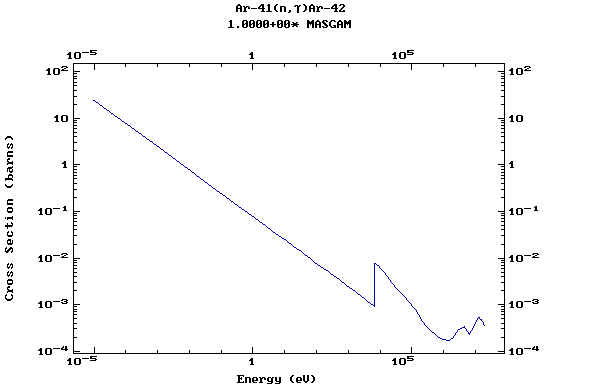 Ar-41(n,γ)Ar-42
1.0000+00* MASGAM
10⁻⁵ 1 10⁵
10² 10²
10 10
1 1
10⁻¹ 10⁻¹
10⁻² 10⁻²
10⁻³ 10⁻³
10⁻⁴ 10⁻⁴
10⁻⁵ 1 10⁵
Cross Section (barns)
Energy (eV)